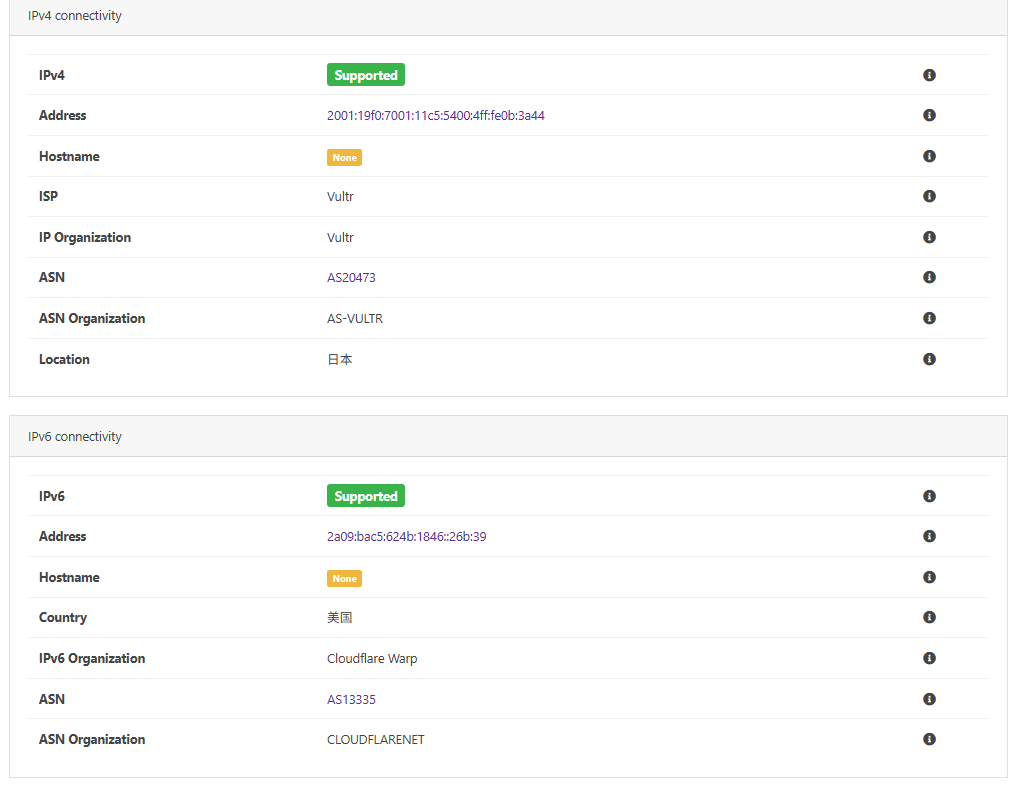 IPv4 connectivity
IPv4 Supported
Address 2001:19f0:7001:11c5:5400:4ff:fe0b:3a44
Hostname None
ISP Vultr
IP Organization Vultr
ASN AS20473
ASN Organization AS-VULTR
Location 日本
IPv6 connectivity
IPv6 Supported
Address 2a09:bac5:624b:1846::26b:39
Hostname None
Country 美国
IPv6 Organization Cloudflare Warp
ASN AS13335
ASN Organization CLOUDFLARENET